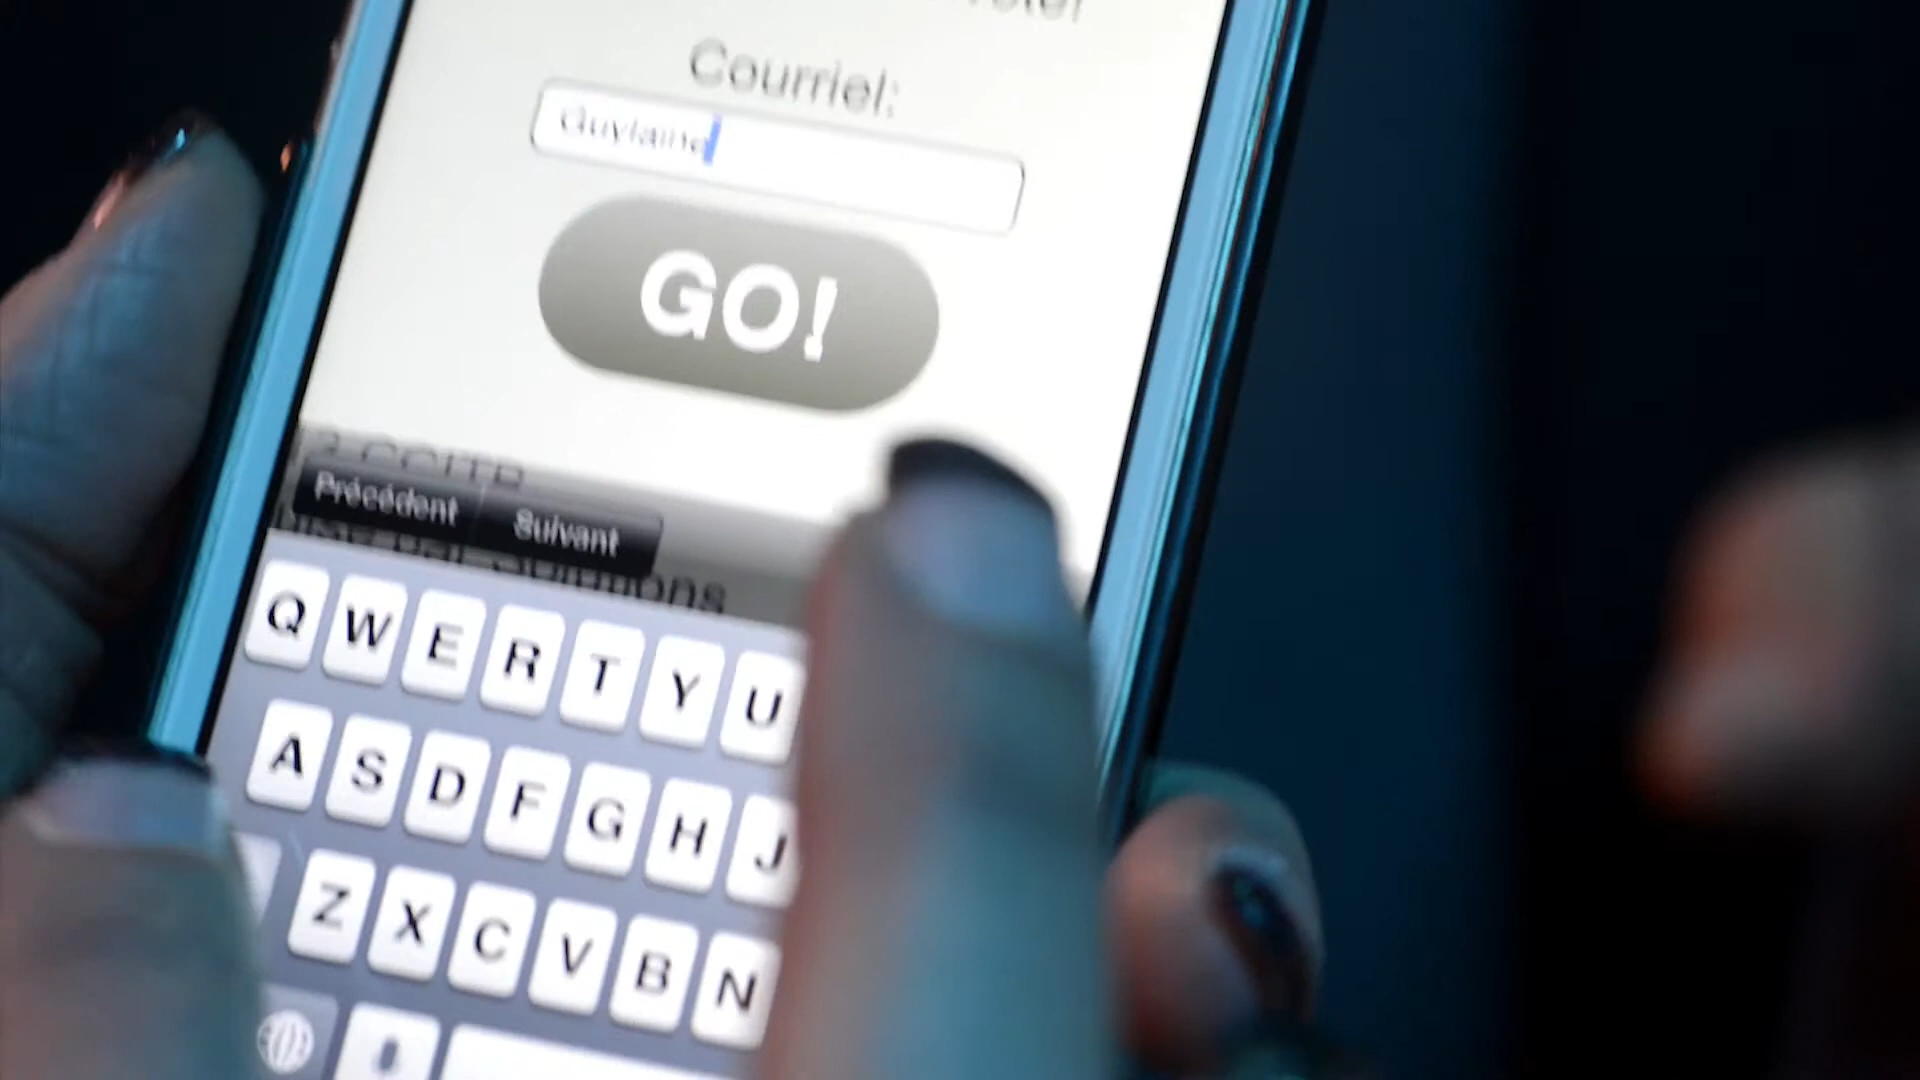 Courriel:
Guylaine
GO!
Précédent Suivant
Q W E R T Y U
A S D F G H J
Z X C V B N